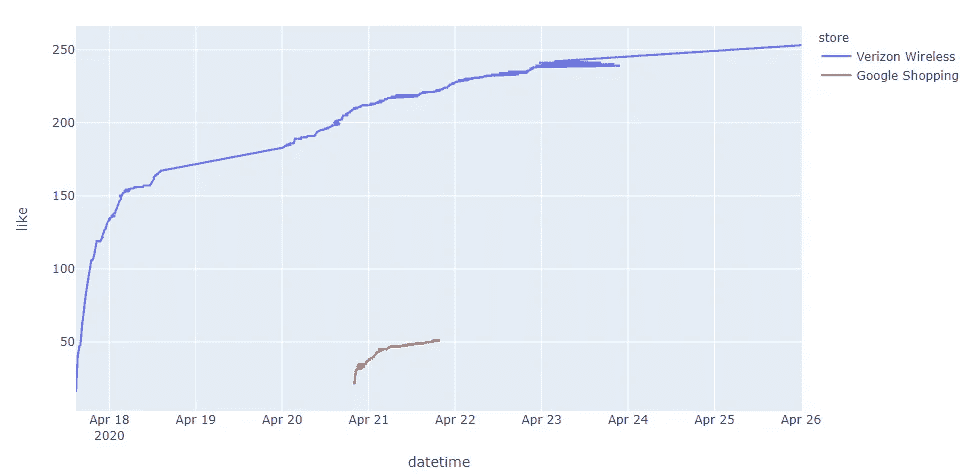 store
Verizon Wireless
Google Shopping
like
250
200
150
100
50
Apr 18 Apr 19 Apr 20 Apr 21 Apr 22 Apr 23 Apr 24 Apr 25 Apr 26
2020
datetime